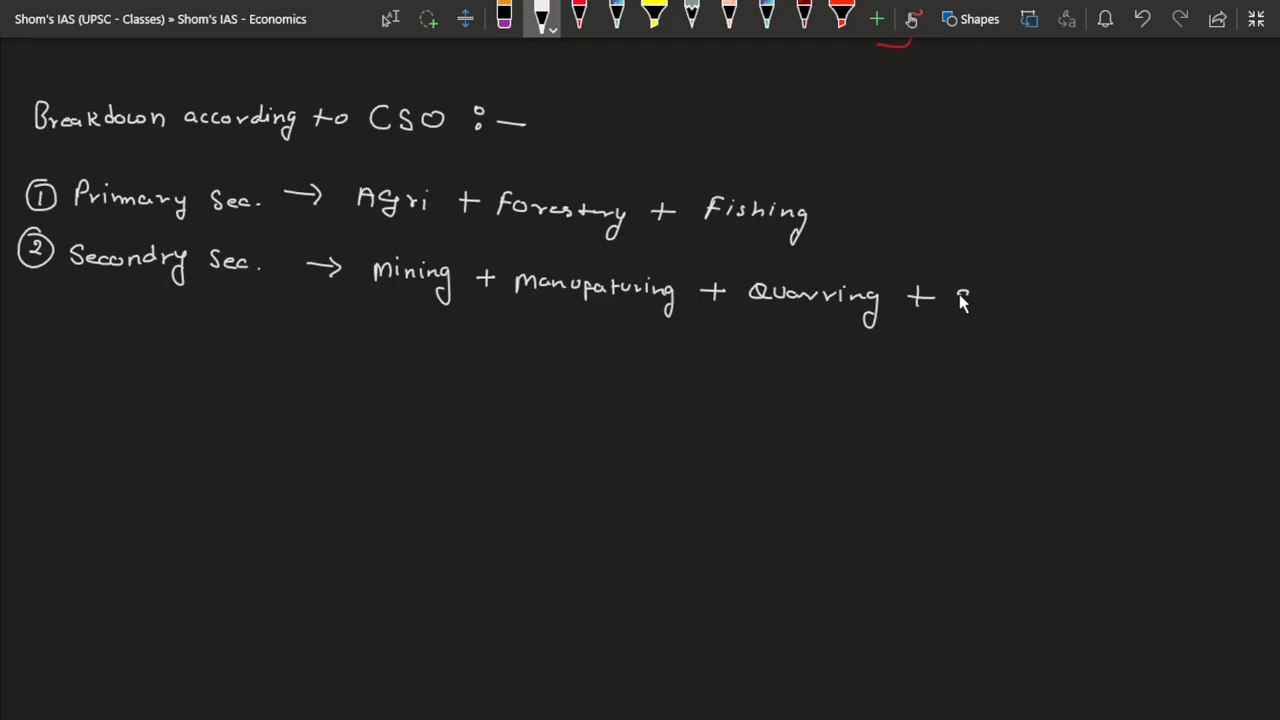 Shom's IAS (UPSC - Classes) » Shom's IAS - Economics
Shapes
Breakdown according to CSO :—
① Primary Sec. → Agri + Forestry + Fishing
② Secondry Sec. → Mining + Manupaturing + Quarring +